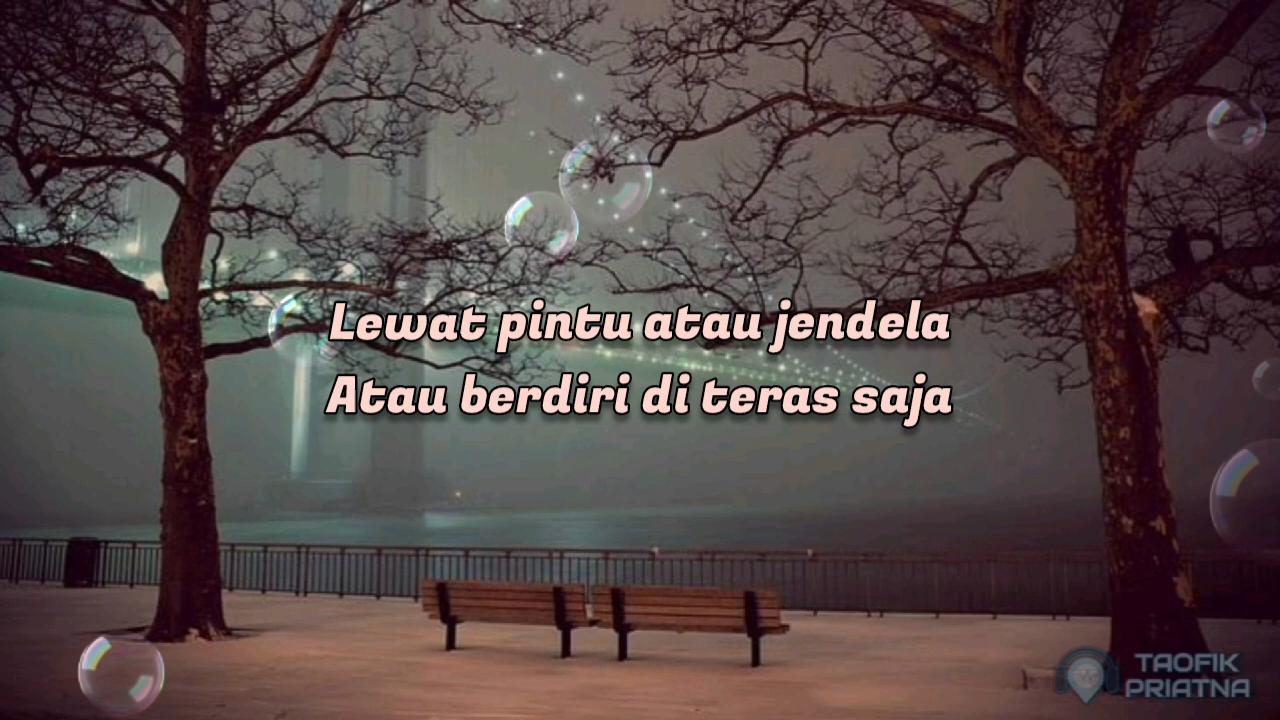 Lewat pintu atau jendela
Atau berdiri di teras saja
TAOFIK
PRIATNA